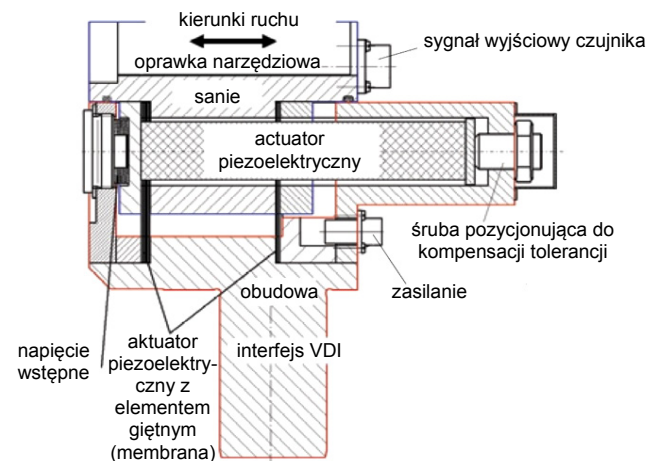 kierunki ruchu
oprawka narzędziowa
sygnał wyjściowy czujnika
sanie
actuator
piezoelektryczny
śruba pozycjonująca do
kompensacji tolerancji
zasilanie
obudowa
interfejs VDI
napięcie
wstępne
aktuator
piezoelektry-
czny z
elementem
giętnym
(membrana)